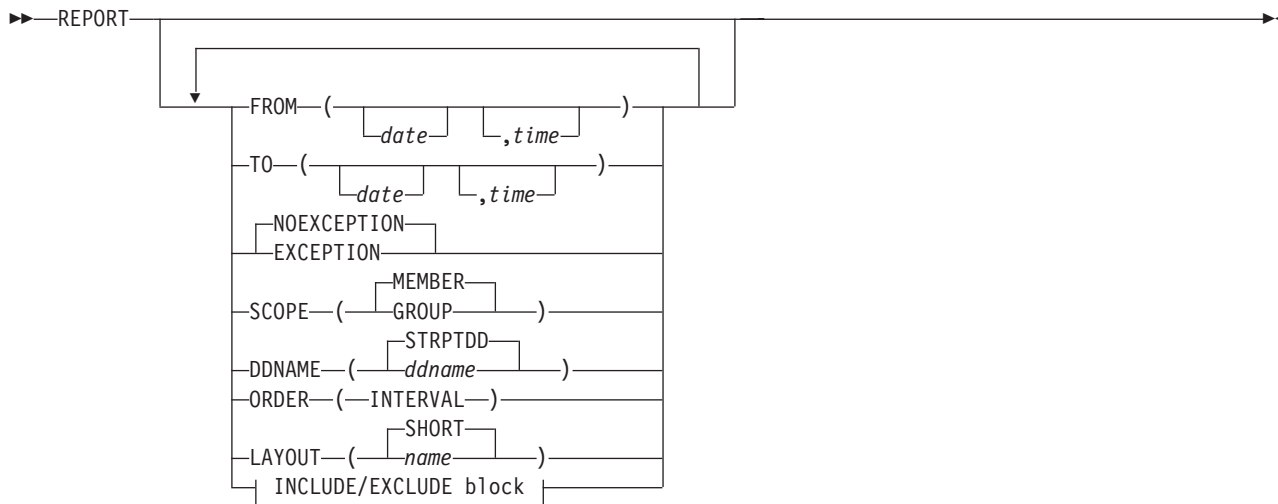 REPORT
FROM ( date ,time )
TO ( date ,time )
NOEXCEPTION
EXCEPTION
MEMBER
SCOPE ( GROUP )
STRPTDD
DDNAME ( ddname )
ORDER ( INTERVAL )
SHORT
LAYOUT ( name )
INCLUDE/EXCLUDE block